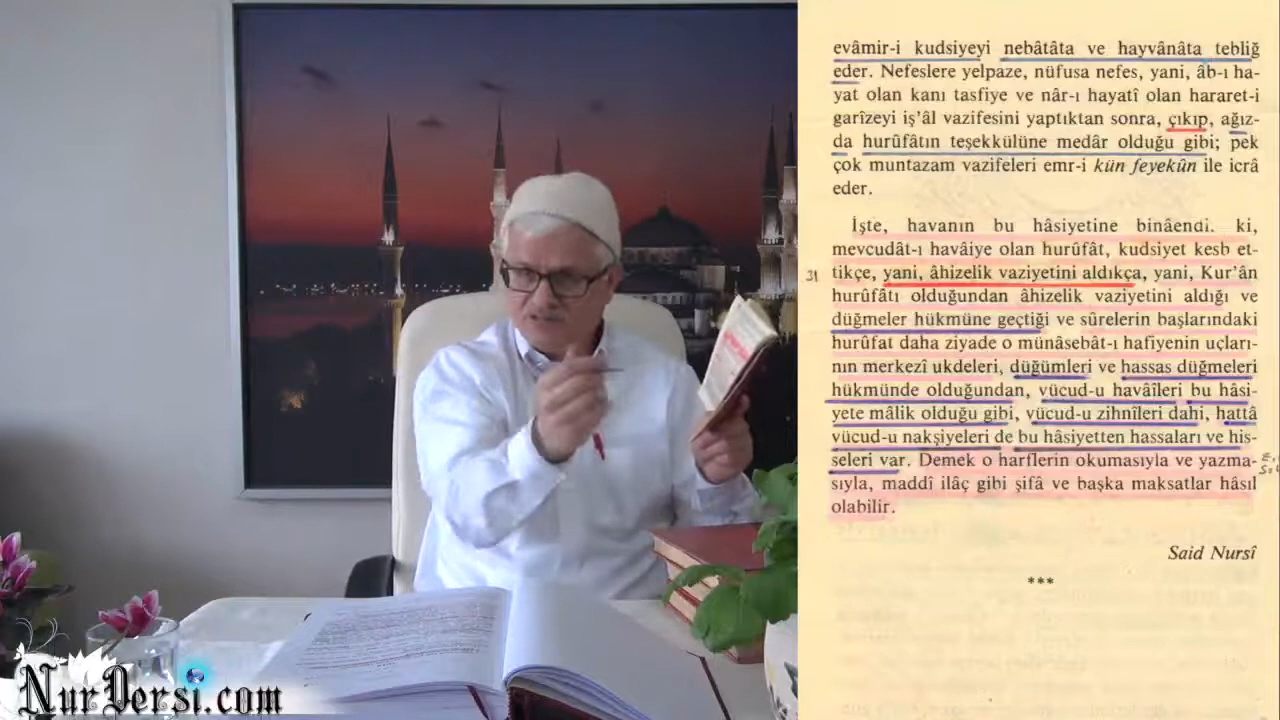 evâmir-i kudsiyeyi nebâtâta ve hayvânâta tebliğ
eder. Nefeslere yelpaze, nüfusa nefes, yani, âb-ı ha-
yat olan kanı tasfiye ve nâr-ı hayatî olan hararet-i
garîzeyi iş'âl vazifesini yaptıktan sonra, çıkıp, ağız-
da hurûfâtın teşekkülüne medâr olduğu gibi; pek
çok muntazam vazifeleri emr-i kün feyekûn ile icrâ
eder.
İşte, havanın bu hâsiyetine binâendi. ki,
mevcudât-ı havâiye olan hurûfât, kudsiyet kesb et-
tikçe, yani, âhizelik vaziyetini aldıkça, yani, Kur'ân
hurûfâtı olduğundan âhizelik vaziyetini aldığı ve
düğmeler hükmüne geçtiği ve sûrelerin başlarındaki
hurûfat daha ziyade o münâsebât-ı hafiyenin uçları-
nın merkezî ukdeleri, düğümleri ve hassas düğmeleri
hükmünde olduğundan, vücud-u havâîleri bu hâsi-
yete mâlik olduğu gibi, vücud-u zihnîleri dahi, hattâ
vücud-u nakşiyeleri de bu hâsiyetten hassaları ve his-
seleri var. Demek o harflerin okumasıyla ve yazma-
sıyla, maddî ilâç gibi şifâ ve başka maksatlar hâsıl
olabilir.
Said Nursî
***
31
NurDersi.com